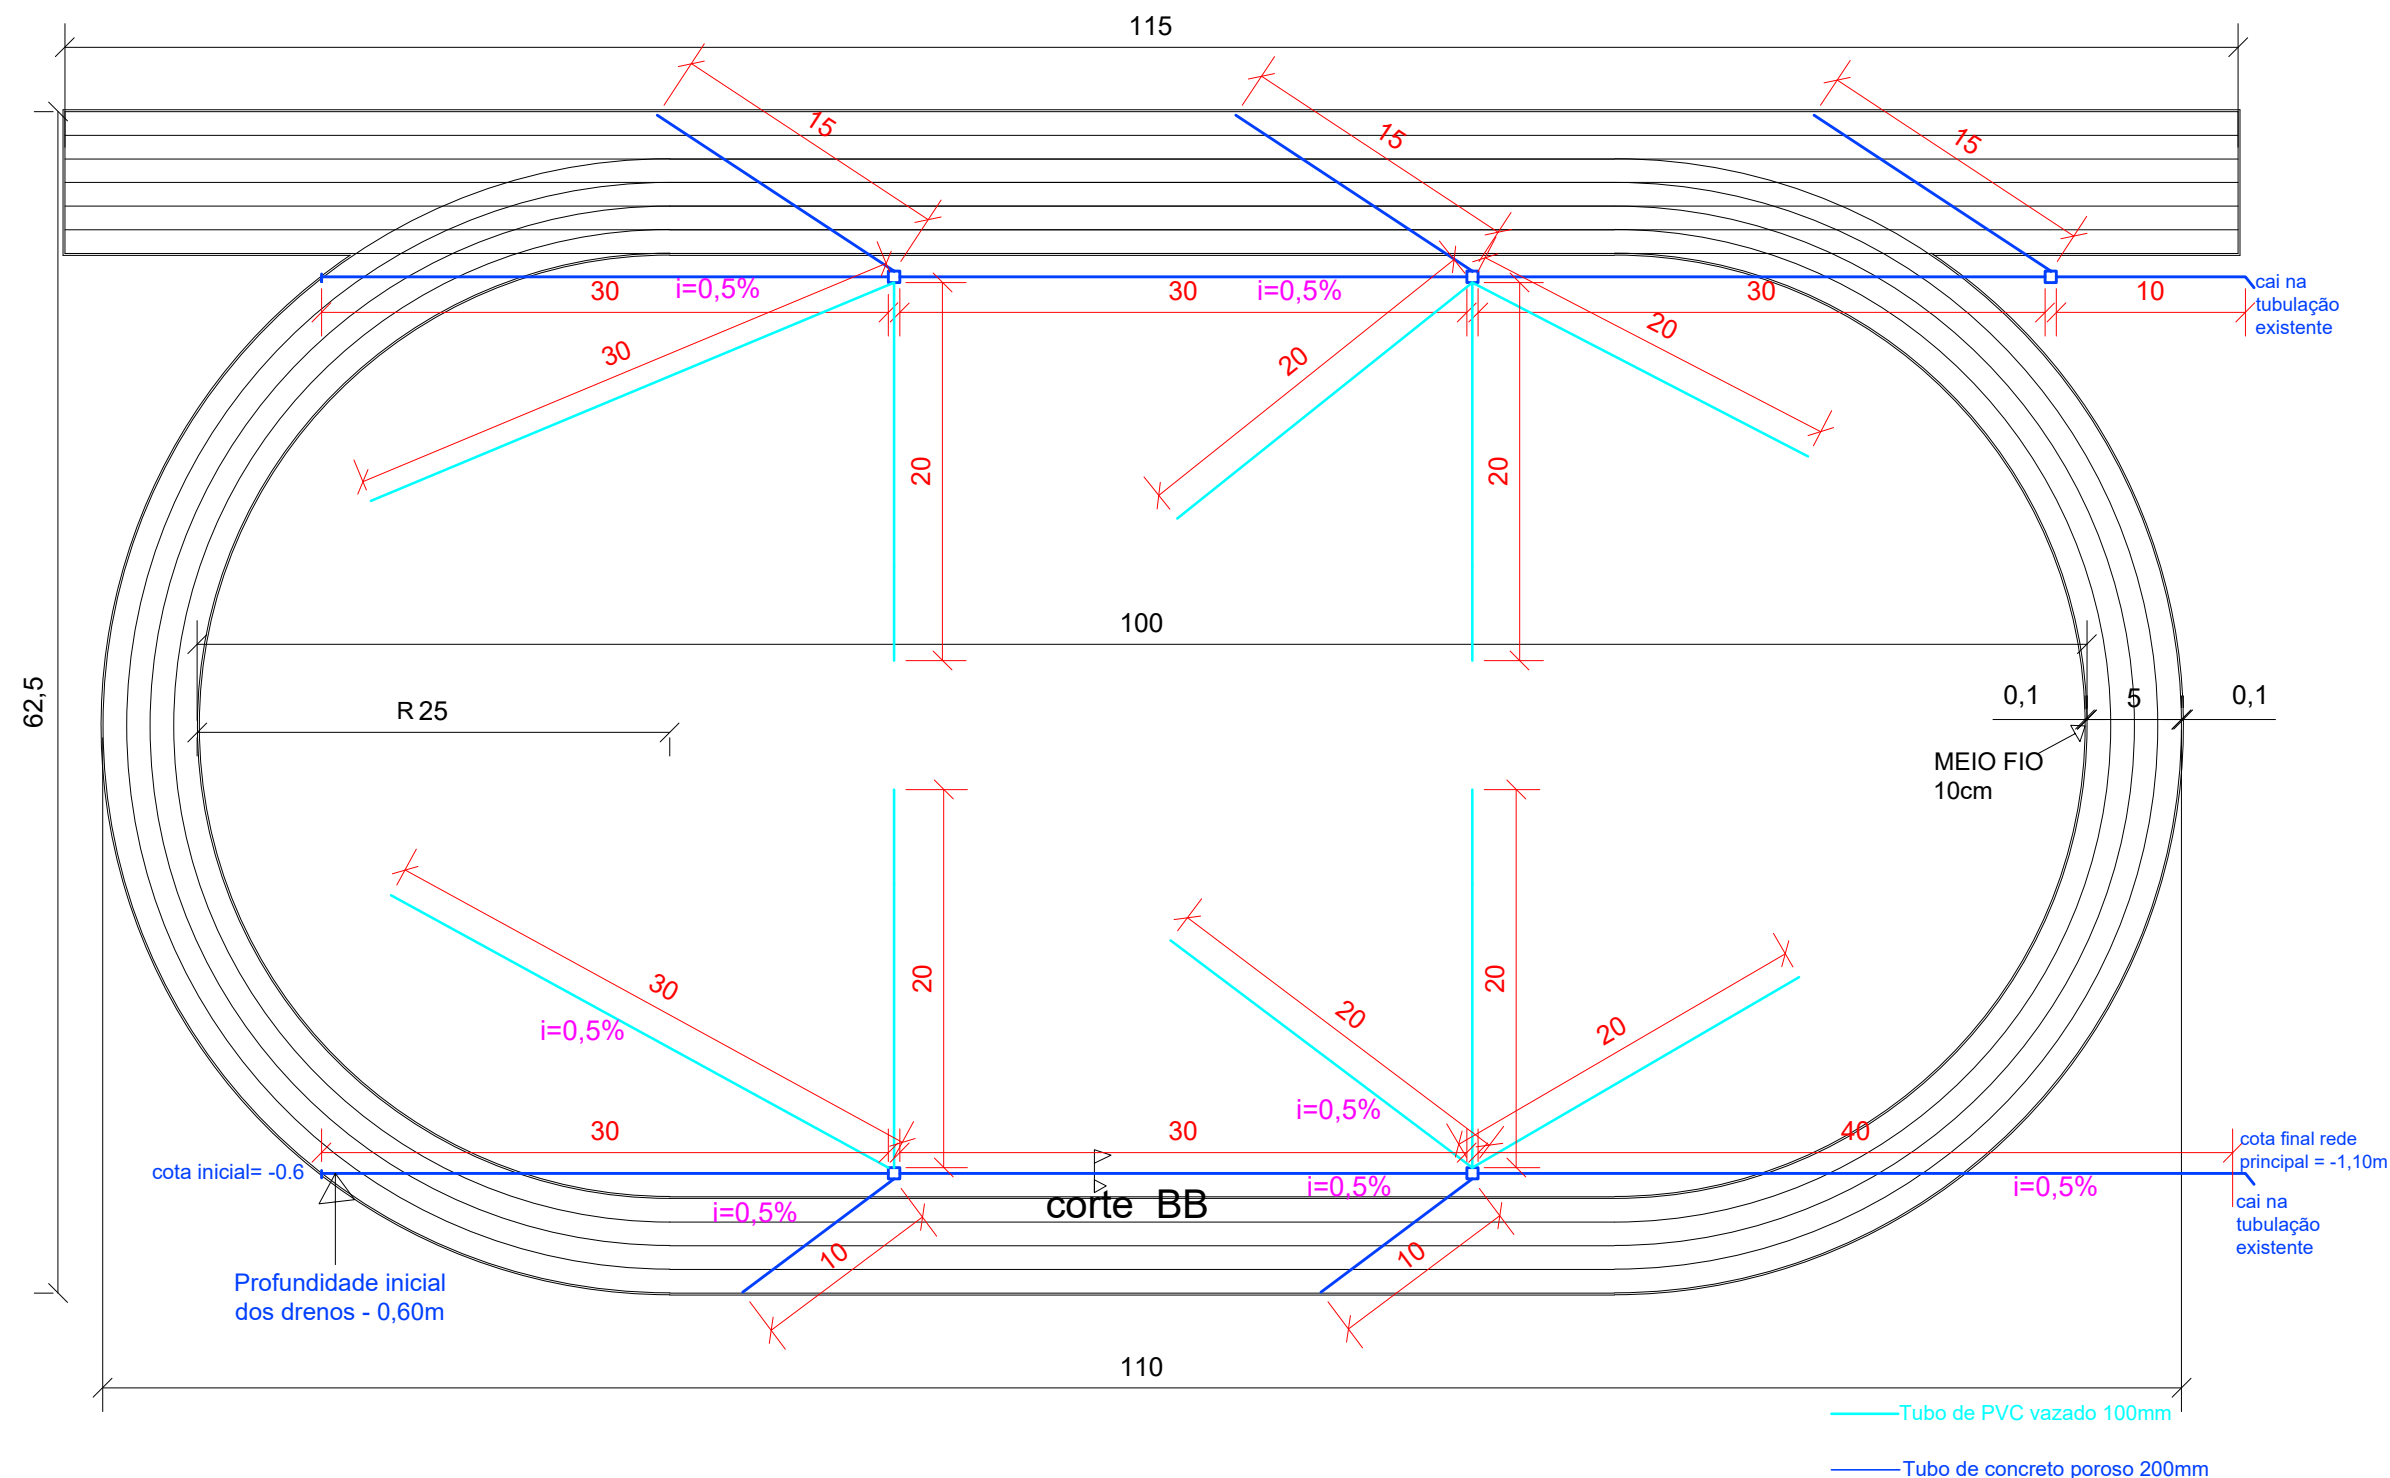 115
15
15
15
i=0,5%
i=0,5%
30
30
30
10
cai na
tubulação
existente
30
20
20
20
20
100
62,5
R 25
0,1
5
0,1
MEIO FIO
10cm
30
20
20
20
20
i=0,5%
i=0,5%
30
30
40
cota inicial= -0.6
cota final rede
principal = -1,10m
i=0,5%
i=0,5%
i=0,5%
corte BB
cai na
tubulação
existente
10
10
Profundidade inicial
dos drenos - 0,60m
110
Tubo de PVC vazado 100mm
Tubo de concreto poroso 200mm